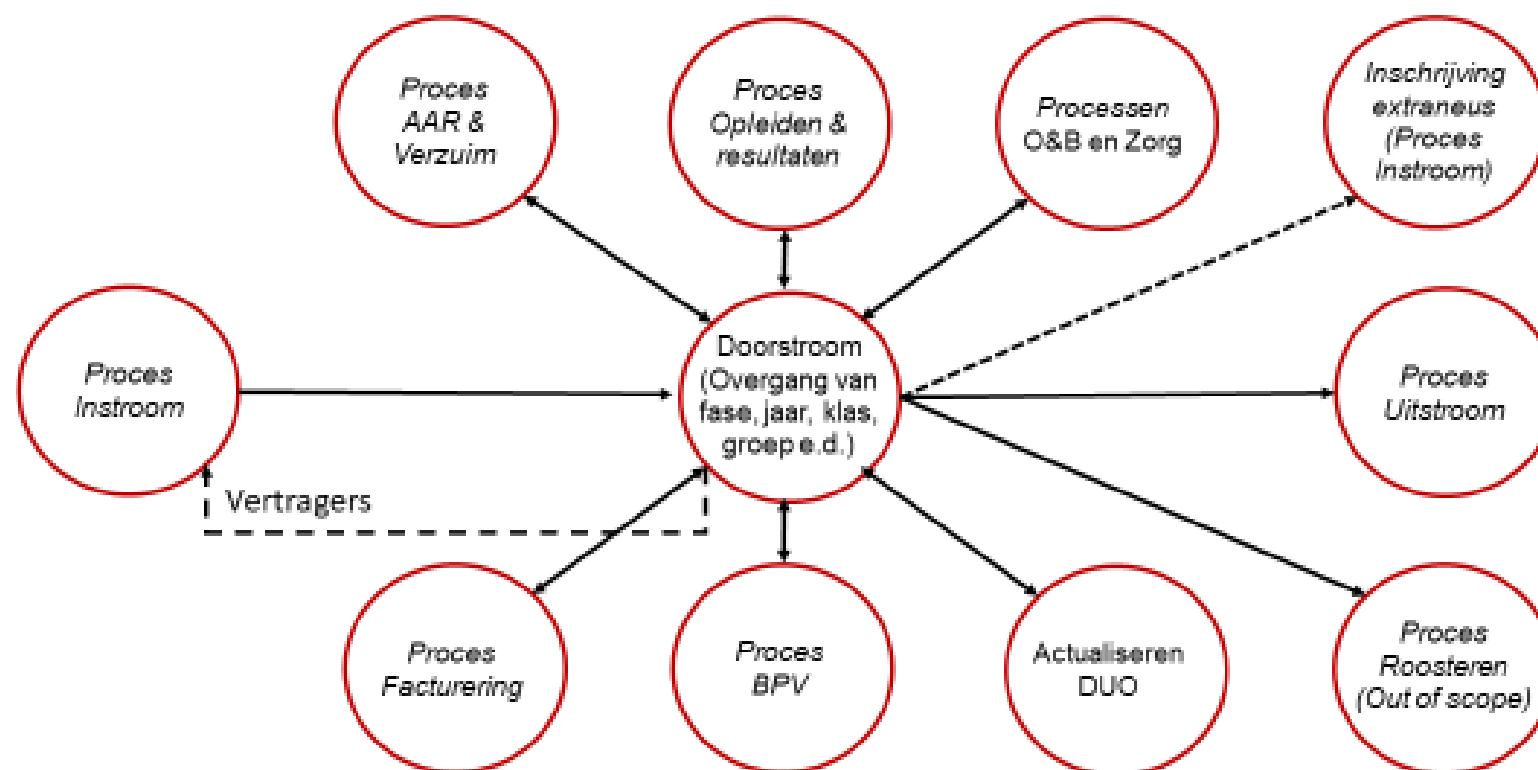 Proces
AAR &
Verzuim
Proces
Opleiden &
resultaten
Processen
O&B en Zorg
Inschrijving
extraneus
(Proces
Instroom)
Proces
Instroom
Doorstroom
(Overgang van
fase, jaar, klas,
groep e.d.)
Proces
Uitstroom
Vertragers
Proces
Facturering
Proces
BPV
Actualiseren
DUO
Proces
Roosteren
(Out of scope)